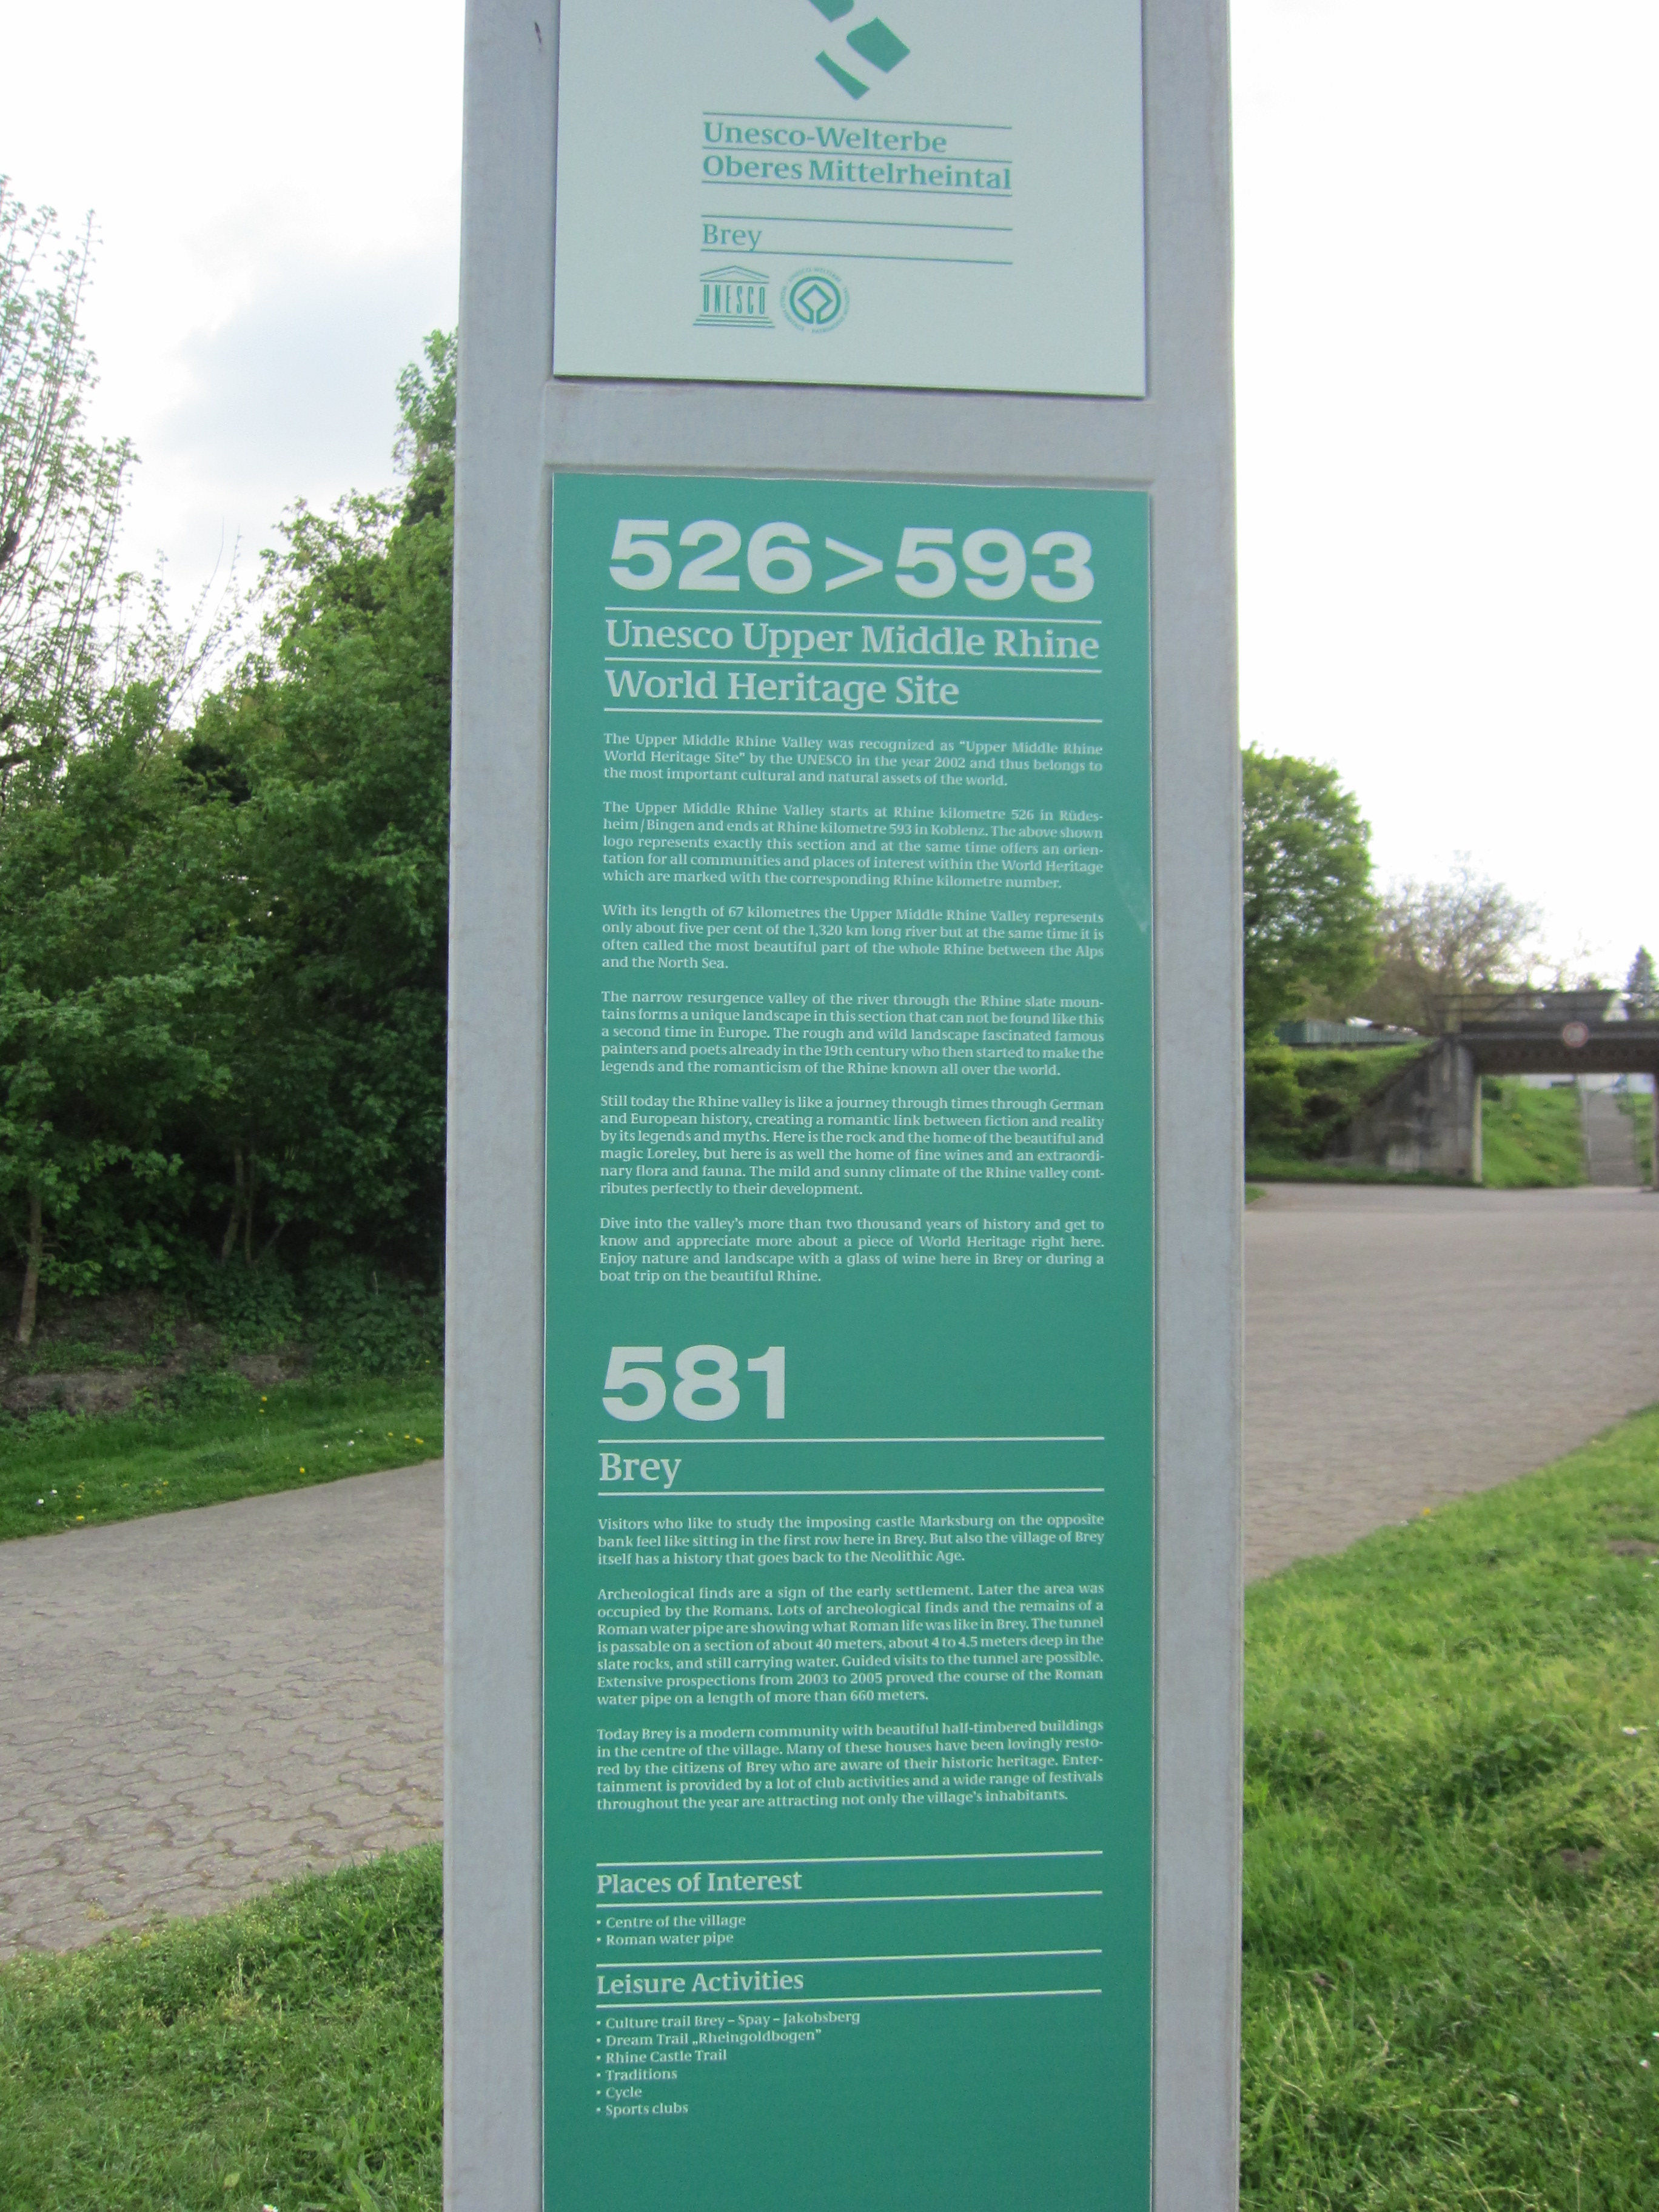 Unesco-Welterbe
Oberes Mittelrheintal
Brey
UNESCO
526>593
Unesco Upper Middle Rhine
World Heritage Site
The Upper Middle Rhine Valley was recognized as "Upper Middle Rhine
World Heritage Site" by the UNESCO in the year 2002 and thus belongs to
the most important cultural and natural assets of the world.
The Upper Middle Rhine Valley starts at Rhine kilometre 526 in Rüdes-
heim/Bingen and ends at Rhine kilometre 593 in Koblenz. The above shown
logo represents exactly this section and at the same time offers an orien-
tation for all communities and places of interest within the World Heritage
which are marked with the corresponding Rhine kilometre number.
With its length of 67 kilometres the Upper Middle Rhine Valley represents
only about five per cent of the 1,320 km long river but at the same time it is
often called the most beautiful part of the whole Rhine between the Alps
and the North Sea.
The narrow resurgence valley of the river through the Rhine slate moun-
tains forms a unique landscape in this section that can not be found like this
a second time in Europe. The rough and wild landscape fascinated famous
painters and poets already in the 19th century who then started to make the
legends and the romanticism of the Rhine known all over the world.
Still today the Rhine valley is like a journey through times through German
and European history, creating a romantic link between fiction and reality
by its legends and myths. Here is the rock and the home of the beautiful and
magic Loreley, but here is as well the home of fine wines and an extraordi-
nary flora and fauna. The mild and sunny climate of the Rhine valley cont-
ributes perfectly to their development.
Dive into the valley's more than two thousand years of history and get to
know and appreciate more about a piece of World Heritage right here.
Enjoy nature and landscape with a glass of wine here in Brey or during a
boat trip on the beautiful Rhine.
581
Brey
Visitors who like to study the imposing castle Marksburg on the opposite
bank feel like sitting in the first row here in Brey. But also the village of Brey
itself has a history that goes back to the Neolithic Age.
Archeological finds are a sign of the early settlement. Later the area was
occupied by the Romans. Lots of archeological finds and the remains of a
Roman water pipe are showing what Roman life was like in Brey. The tunnel
is passable on a section of about 40 meters, about 4 to 4.5 meters deep in the
slate rocks, and still carrying water. Guided visits to the tunnel are possible.
Extensive prospections from 2003 to 2005 proved the course of the Roman
water pipe on a length of more than 660 meters.
Today Brey is a modern community with beautiful half-timbered buildings
in the centre of the village. Many of these houses have been lovingly resto-
red by the citizens of Brey who are aware of their historic heritage. Enter-
tainment is provided by a lot of club activities and a wide range of festivals
throughout the year are attracting not only the village's inhabitants.
Places of Interest
• Centre of the village
• Roman water pipe
Leisure Activities
• Culture trail Brey – Spay – Jakobsberg
• Dream Trail „Rheingoldbogen"
• Rhine Castle Trail
• Traditions
• Cycle
• Sports clubs